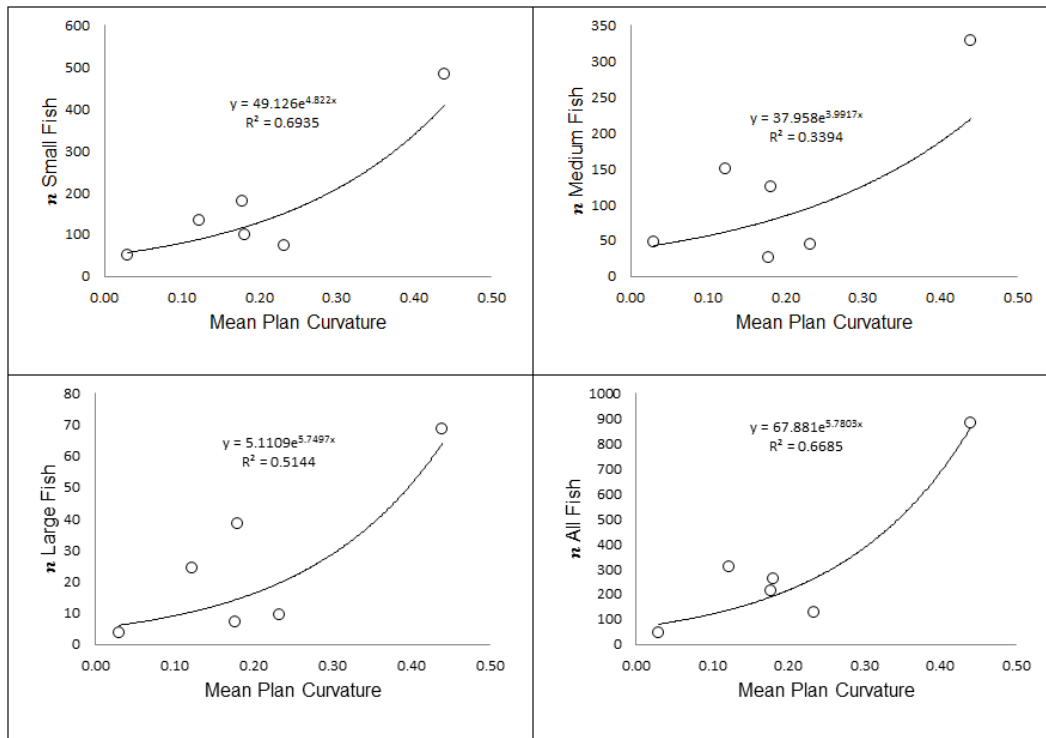 600
500
400
300
200
100
0
n Small Fish
y = 49.126e^4.822x
R² = 0.6935
0.00 0.10 0.20 0.30 0.40 0.50
Mean Plan Curvature
350
300
250
200
150
100
50
0
n Medium Fish
y = 37.958e^3.9917x
R² = 0.3394
0.00 0.10 0.20 0.30 0.40 0.50
Mean Plan Curvature
80
70
60
50
40
30
20
10
0
n Large Fish
y = 5.1109e^5.7497x
R² = 0.5144
0.00 0.10 0.20 0.30 0.40 0.50
Mean Plan Curvature
1000
900
800
700
600
500
400
300
200
100
0
n All Fish
y = 67.881e^5.7803x
R² = 0.6685
0.00 0.10 0.20 0.30 0.40 0.50
Mean Plan Curvature